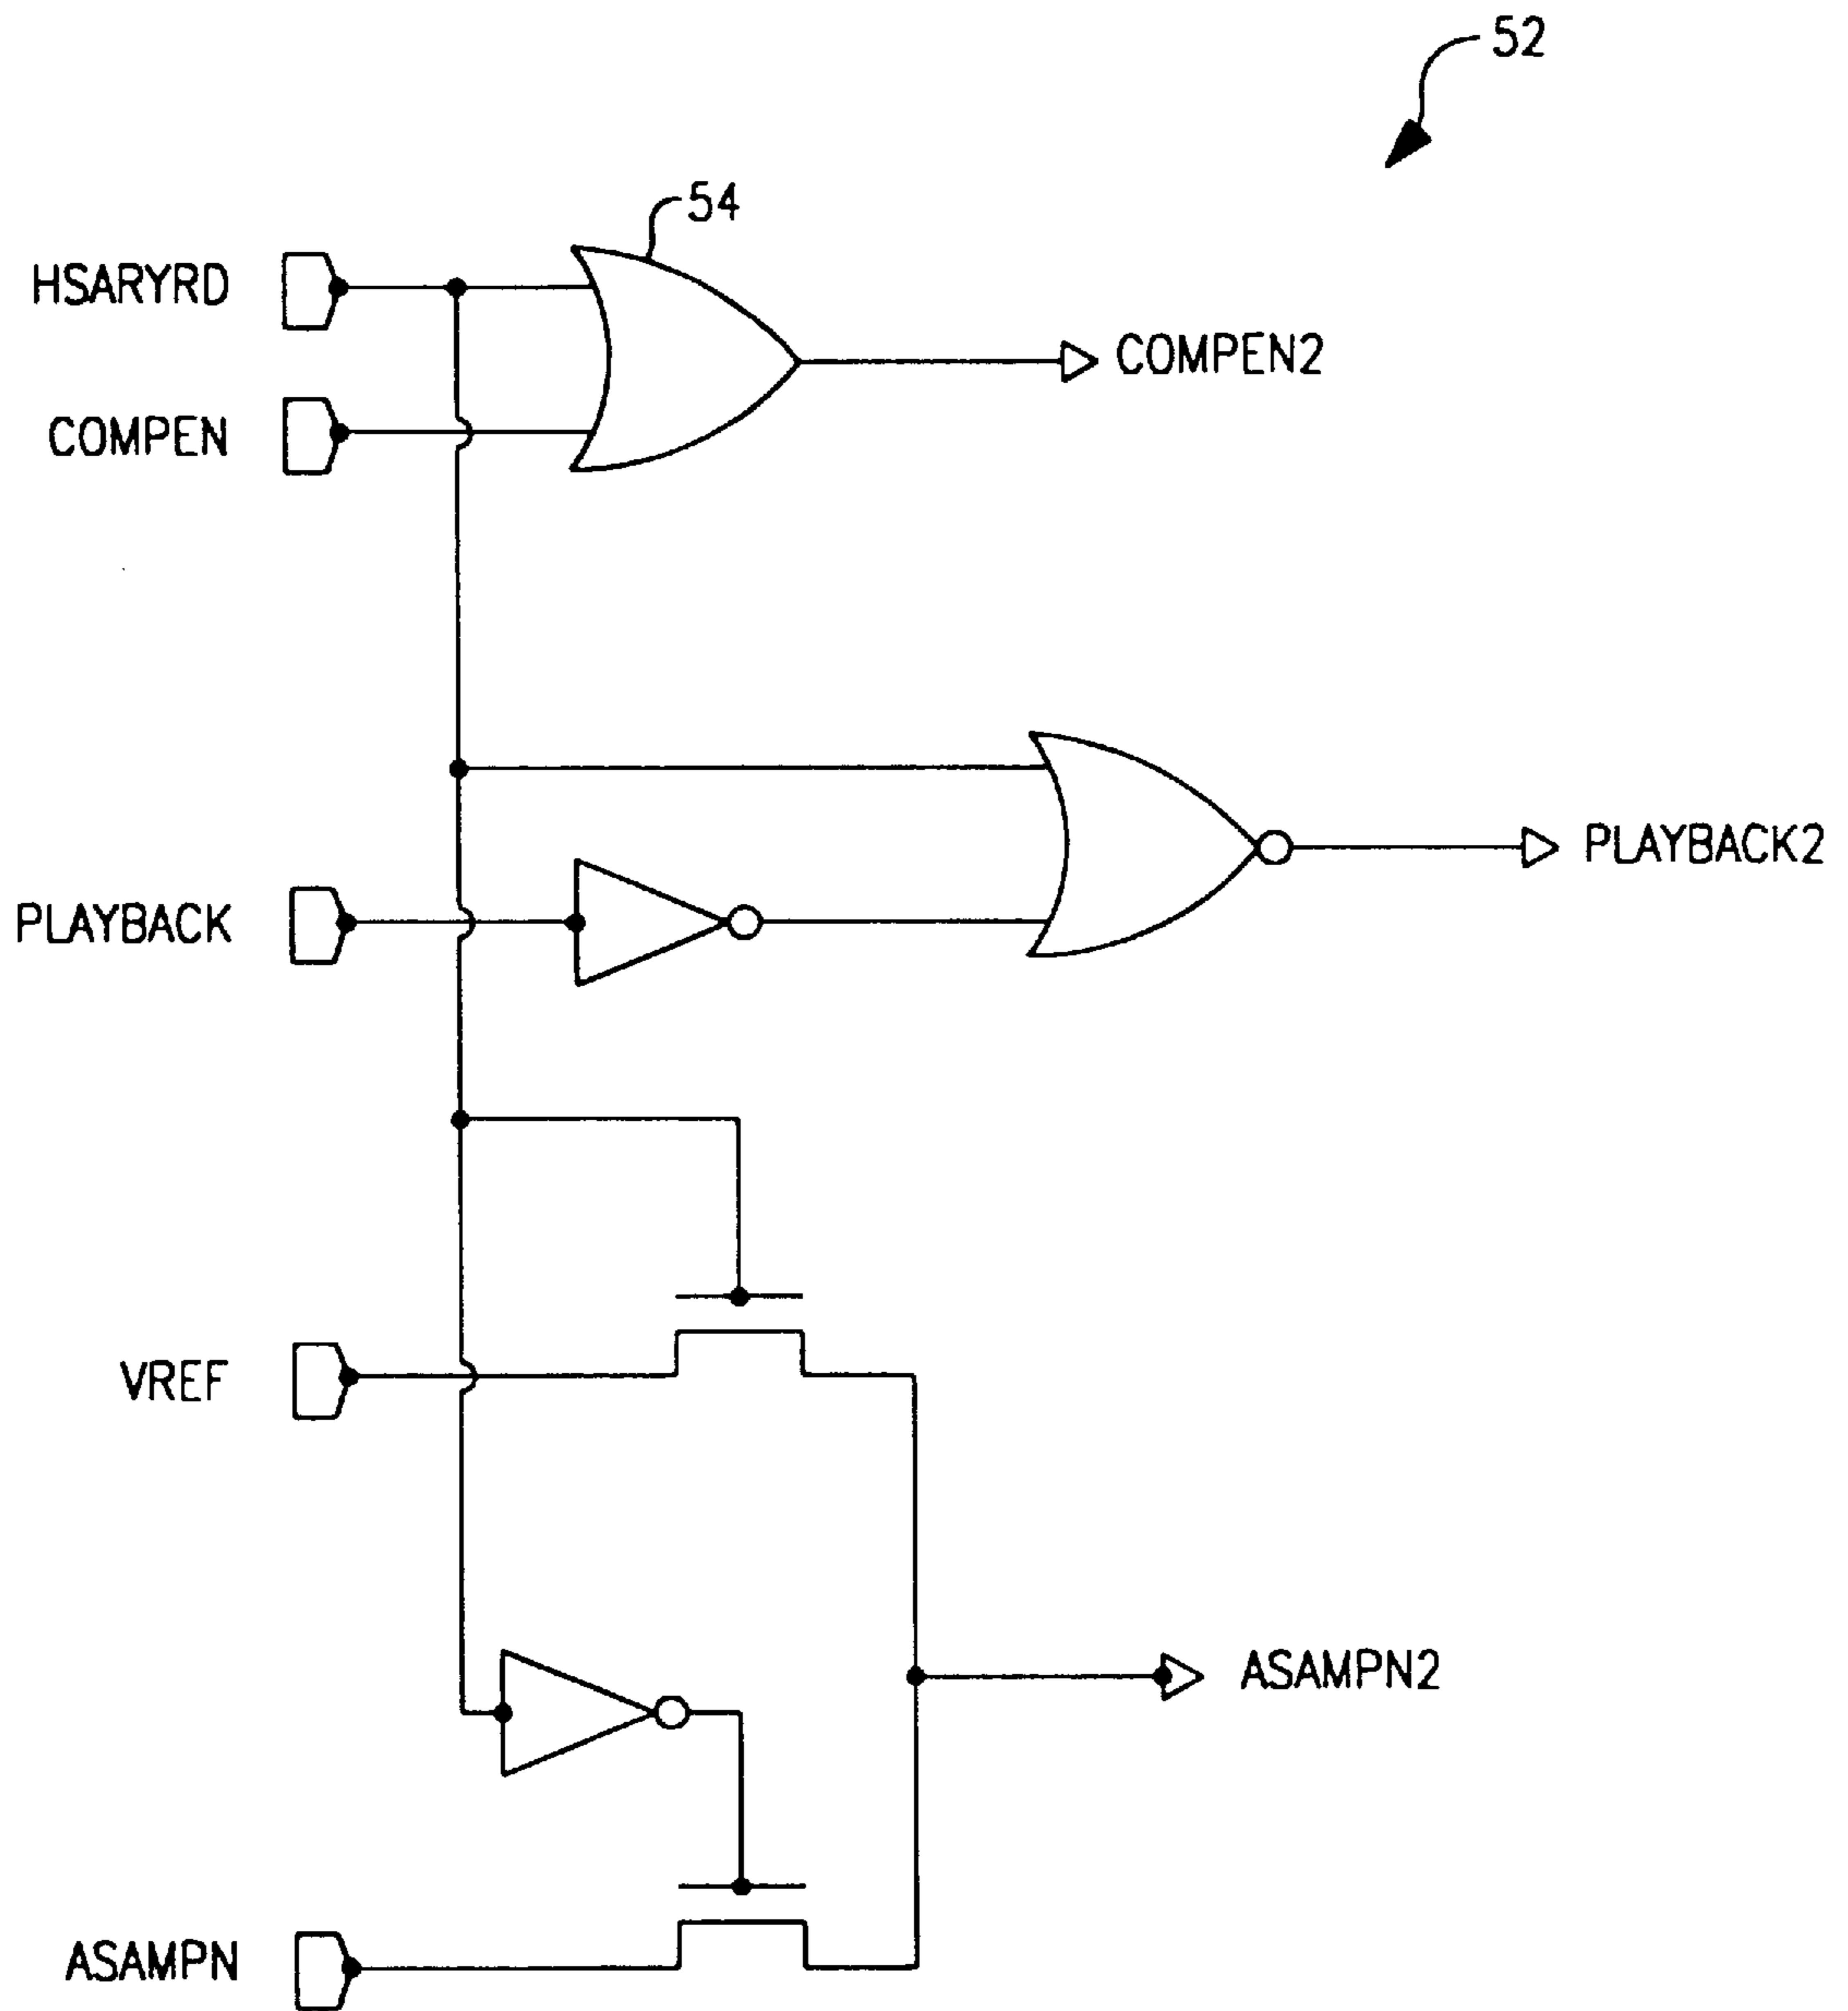 52
54
HSARYRD
COMPEN2
COMPEN
PLAYBACK2
PLAYBACK
VREF
ASAMPN2
ASAMPN